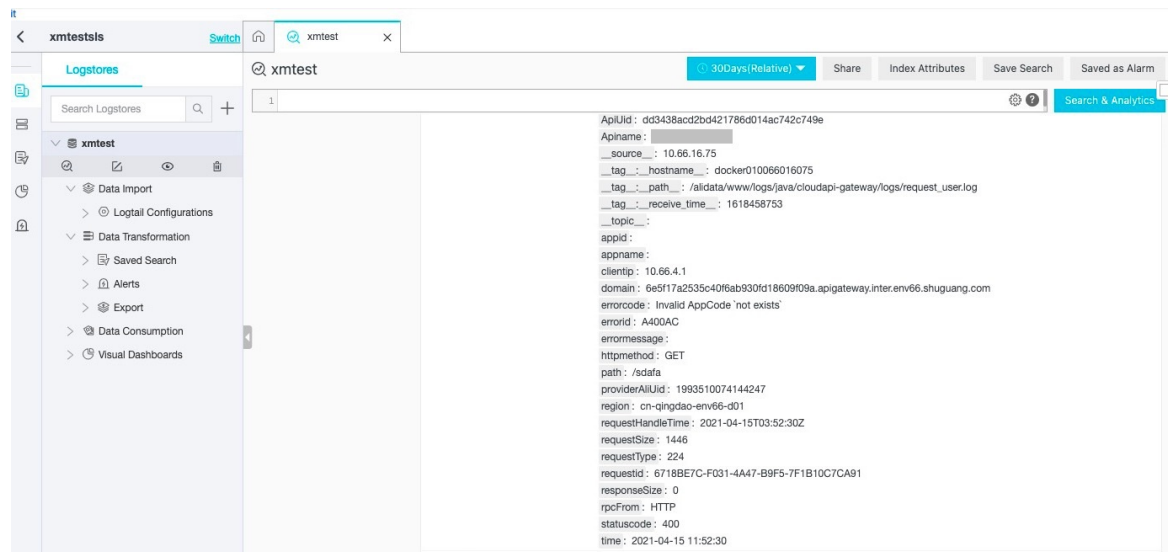 it
xmtestsls Switch
xmtest
Logstores
xmtest
30Days(Relative) Share Index Attributes Save Search Saved as Alarm
Search Logstores
1
Search & Analytics
xmtest
Data Import
Logtail Configurations
Data Transformation
Saved Search
Alerts
Export
Data Consumption
Visual Dashboards
ApiUid : dd3438acd2bd421786d014ac742c749e
Apiname :
__source__ : 10.66.16.75
__tag__:__hostname__ : docker010066016075
__tag__:__path__ : /alidata/www/logs/java/cloudapi-gateway/logs/request_user.log
__tag__:__receive_time__ : 1618458753
__topic__ :
appid :
appname :
clientip : 10.66.4.1
domain : 6e5f17a2535c40f6ab930fd18609f09a.apigateway.inter.env66.shuguang.com
errorcode : Invalid AppCode `not exists`
errorid : A400AC
errormessage :
httpmethod : GET
path : /sdafa
providerAliUid : 1993510074144247
region : cn-qingdao-env66-d01
requestHandleTime : 2021-04-15T03:52:30Z
requestSize : 1446
requestType : 224
requestid : 6718BE7C-F031-4A47-B9F5-7F1B10C7CA91
responseSize : 0
rpcFrom : HTTP
statuscode : 400
time : 2021-04-15 11:52:30